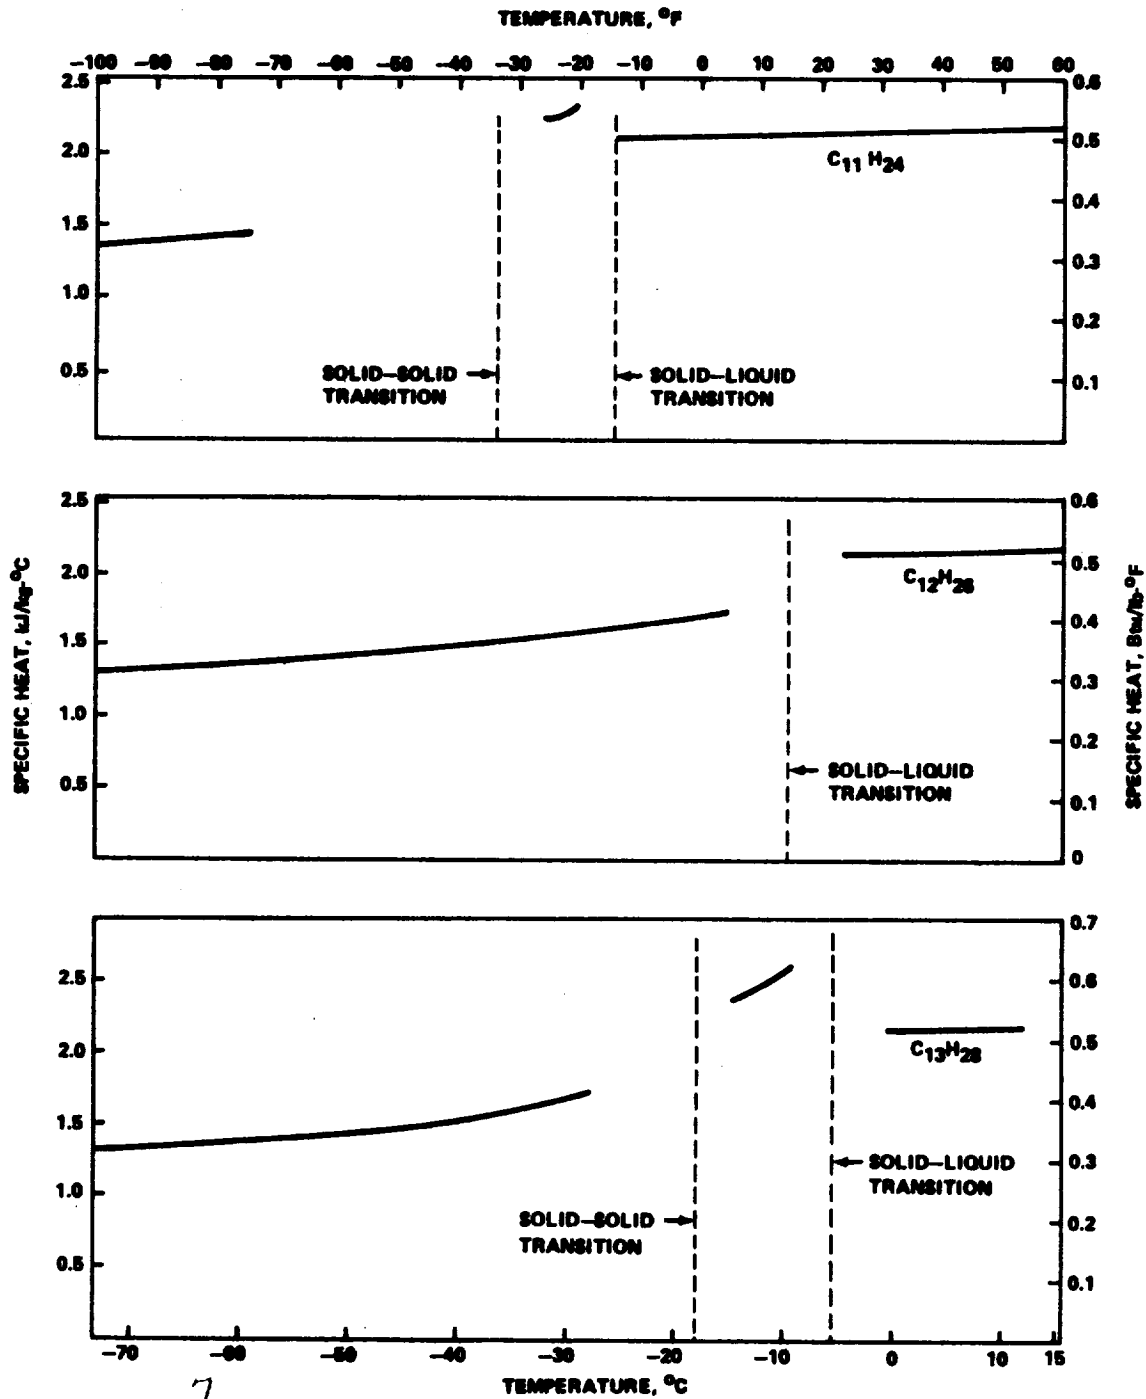 TEMPERATURE, °F
-100 -90 -80 -70 -60 -50 -40 -30 -20 -10 0 10 20 30 40 50 60
2.5
2.0
1.5
1.0
0.5
0.6
0.5
0.4
0.3
0.2
0.1
C11 H24
SOLID-SOLID
TRANSITION
SOLID-LIQUID
TRANSITION
SPECIFIC HEAT, kJ/kg-°C
2.5
2.0
1.5
1.0
0.5
0.6
0.5
0.4
0.3
0.2
0.1
0
SPECIFIC HEAT, Btu/lb-°F
C12H26
SOLID-LIQUID
TRANSITION
2.5
2.0
1.5
1.0
0.5
0.7
0.6
0.5
0.4
0.3
0.2
0.1
C13H28
SOLID-LIQUID
TRANSITION
SOLID-SOLID
TRANSITION
-70 -60 -50 -40 -30 -20 -10 0 10 15
TEMPERATURE, °C
7